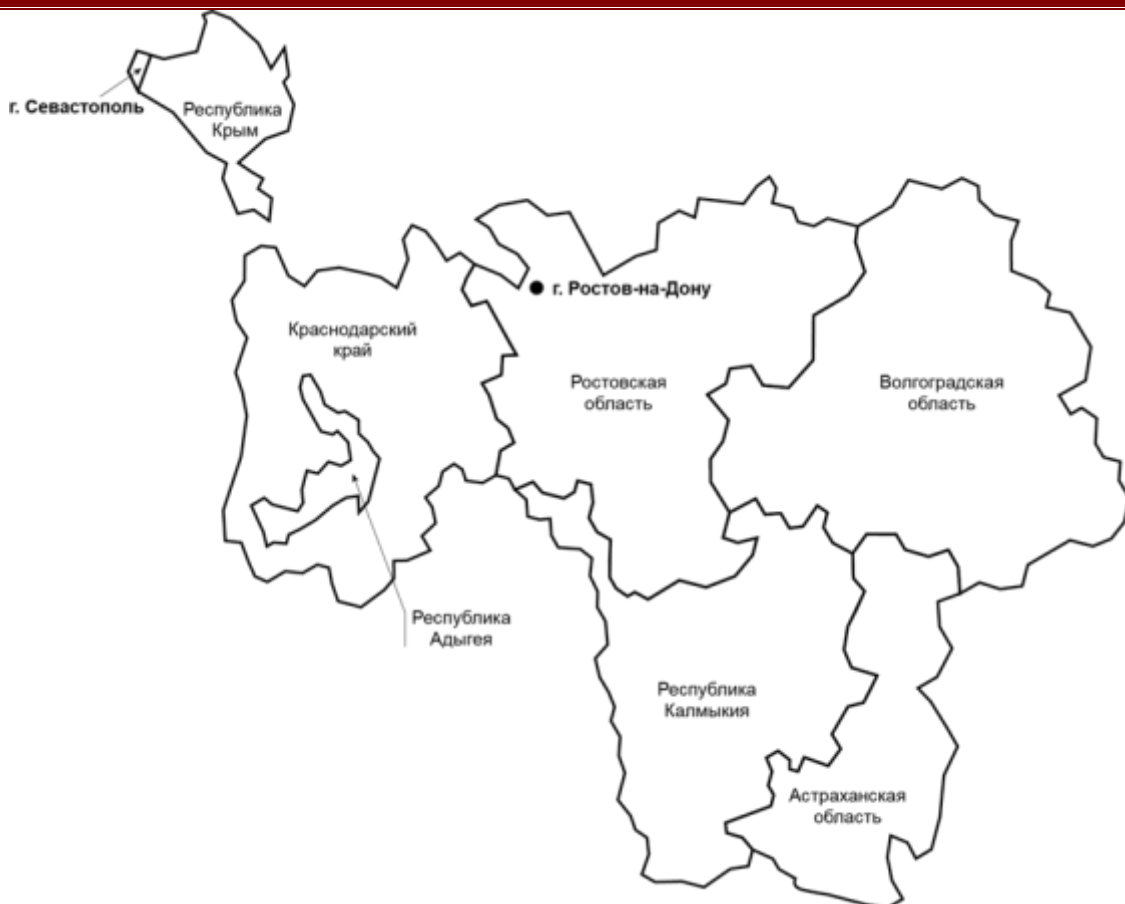 г. Севастополь
Республика
Крым
г. Ростов-на-Дону
Краснодарский
край
Ростовская
область
Волгоградская
область
Республика
Адыгея
Республика
Калмыкия
Астраханская
область